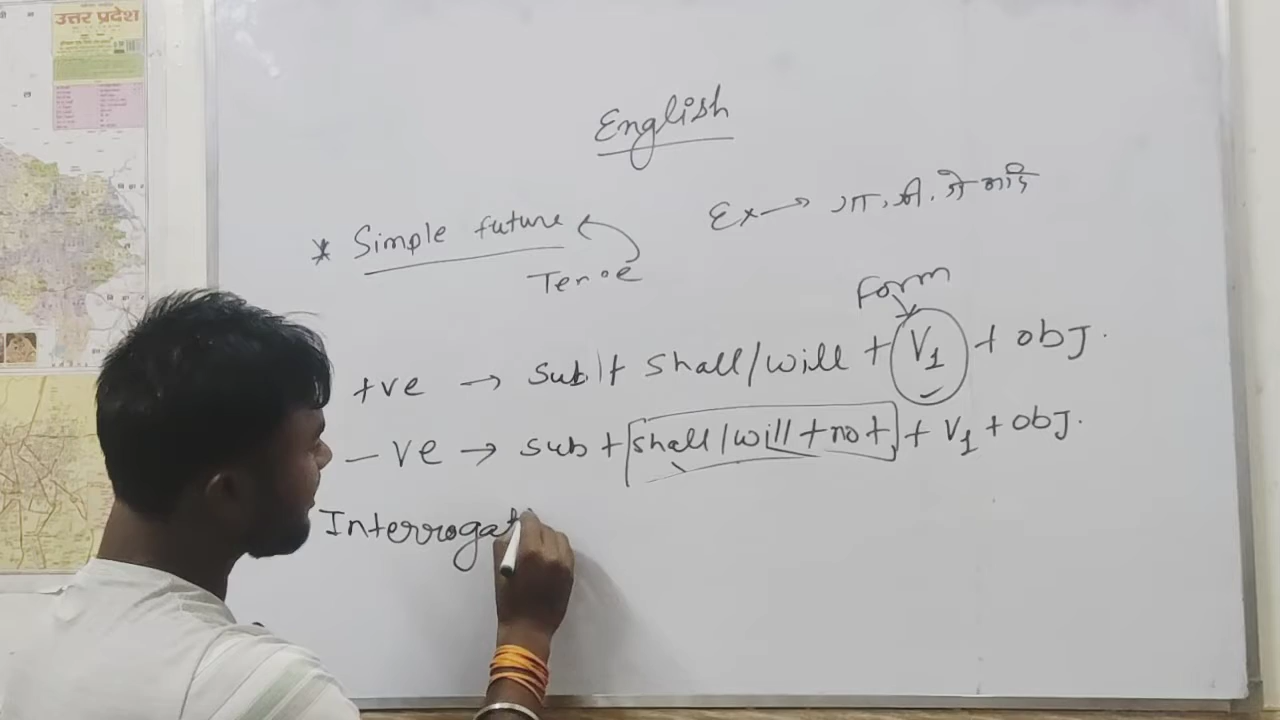 उत्तर प्रदेश
English
* Simple future
Tense
Ex → गा, गी, गे आदि
Form
+ve → Sub + Shall/will + V1 + obj.
- ve → sub + [shall/will + not] + V1 + obj.
Interrogat